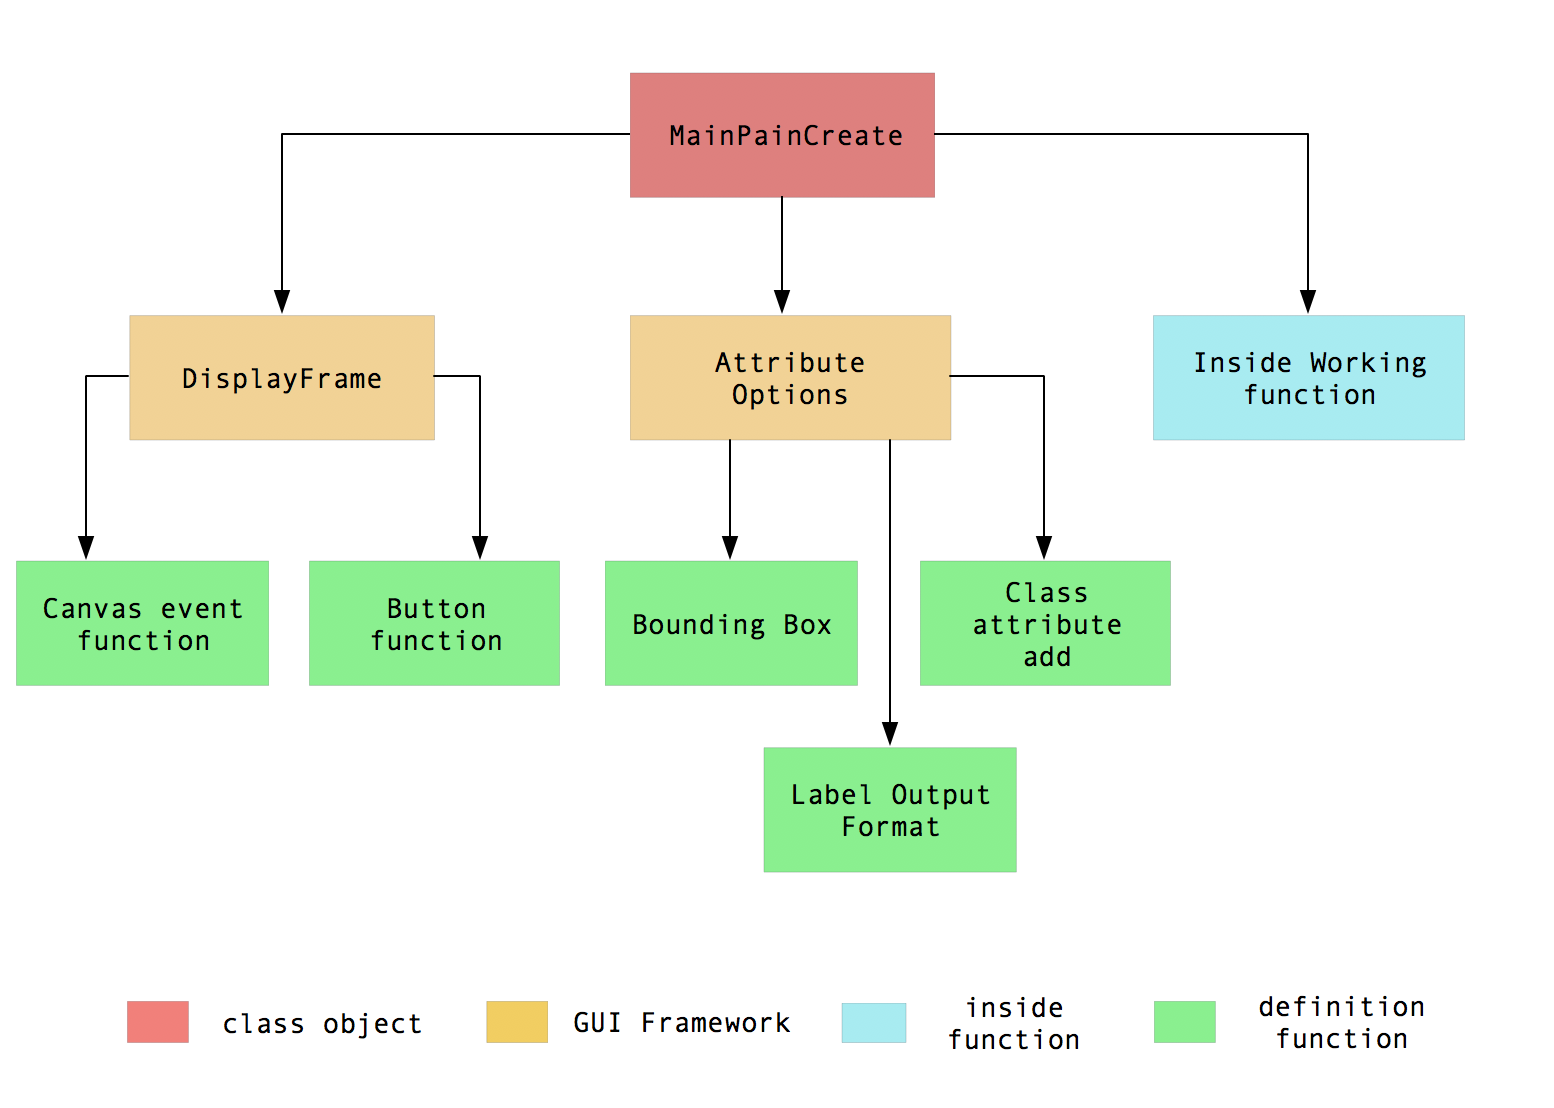 MainPainCreate
DisplayFrame
Attribute
Options
Inside Working
function
Canvas event
function
Button
function
Bounding Box
Class
attribute
add
Label Output
Format
class object
GUI Framework
inside
function
definition
function